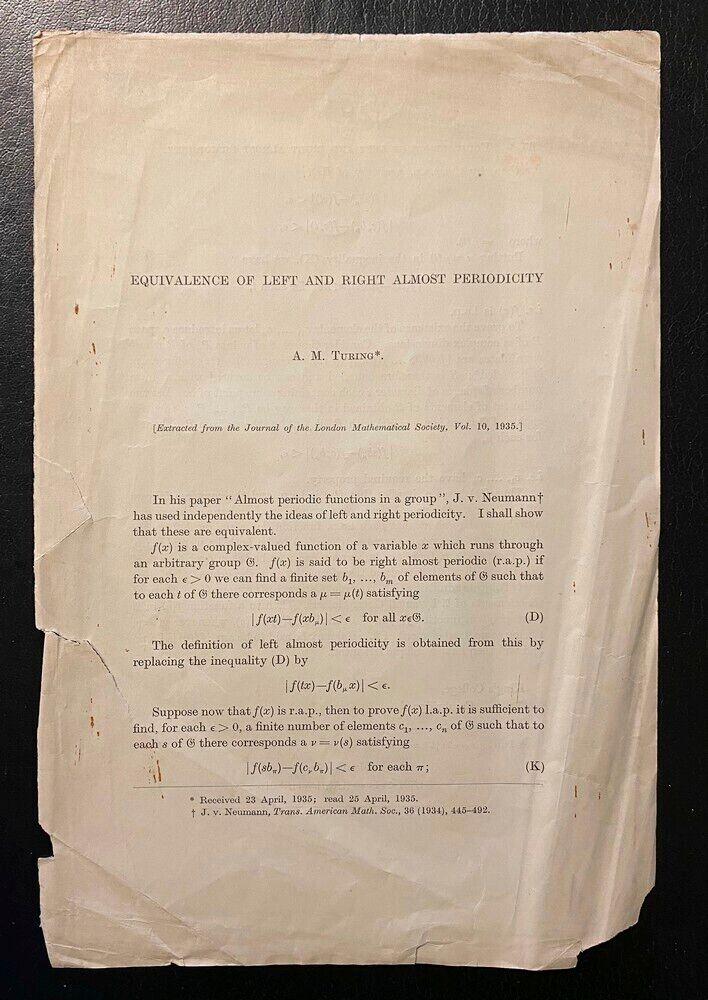 EQUIVALENCE OF LEFT AND RIGHT ALMOST PERIODICITY
A. M. TURING*.
[Extracted from the Journal of the London Mathematical Society, Vol. 10, 1935.]
In his paper “Almost periodic functions in a group”, J. v. Neumann†
has used independently the ideas of left and right periodicity. I shall show
that these are equivalent.
f(x) is a complex-valued function of a variable x which runs through
an arbitrary group 𝔊. f(x) is said to be right almost periodic (r.a.p.) if
for each ϵ > 0 we can find a finite set b₁, ..., bₘ of elements of 𝔊 such that
to each t of 𝔊 there corresponds a μ = μ(t) satisfying
|f(xt)—f(xb_μ)| < ϵ for all xϵ𝔊. (D)
The definition of left almost periodicity is obtained from this by
replacing the inequality (D) by
|f(tx)—f(b_μ x)| < ϵ.
Suppose now that f(x) is r.a.p., then to prove f(x) l.a.p. it is sufficient to
find, for each ϵ > 0, a finite number of elements c₁, ..., cₙ of 𝔊 such that to
each s of 𝔊 there corresponds a ν = ν(s) satisfying
|f(sb_π)—f(c_ν b_π)| < ϵ for each π; (K)
* Received 23 April, 1935; read 25 April, 1935.
† J. v. Neumann, Trans. American Math. Soc., 36 (1934), 445–492.